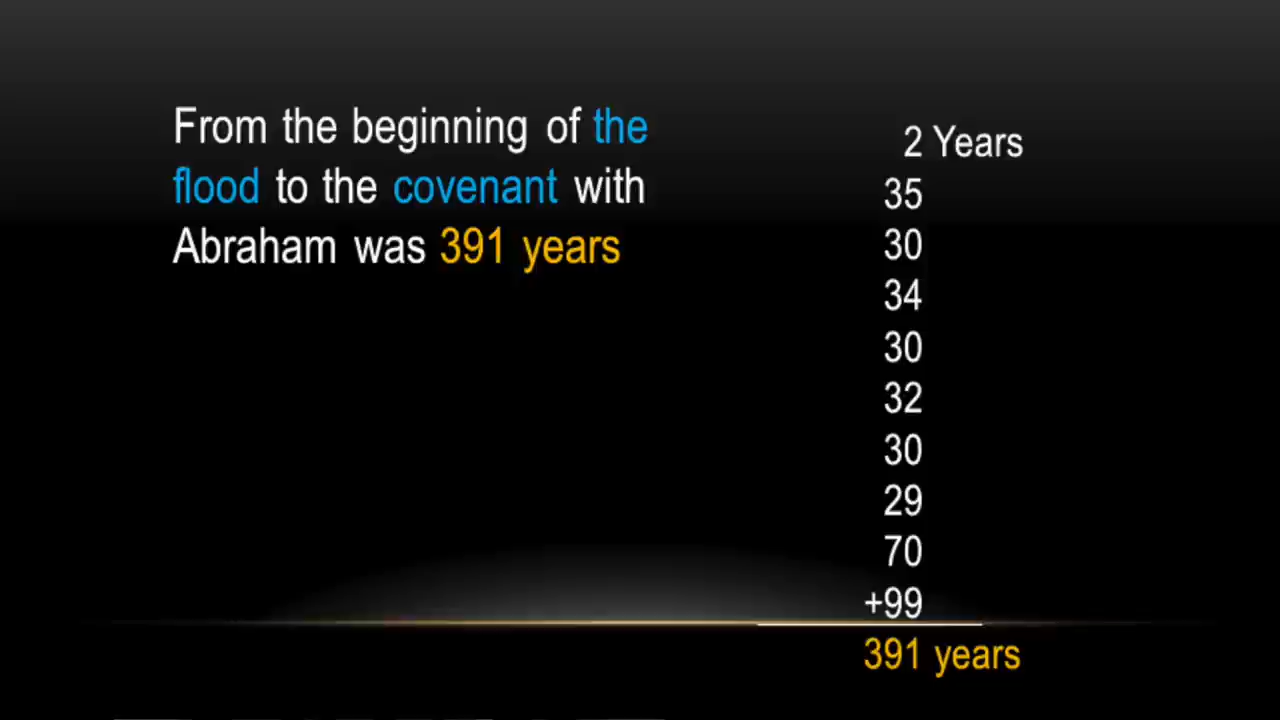 From the beginning of the
flood to the covenant with
Abraham was 391 years
2 Years
35
30
34
30
32
30
29
70
+99
391 years